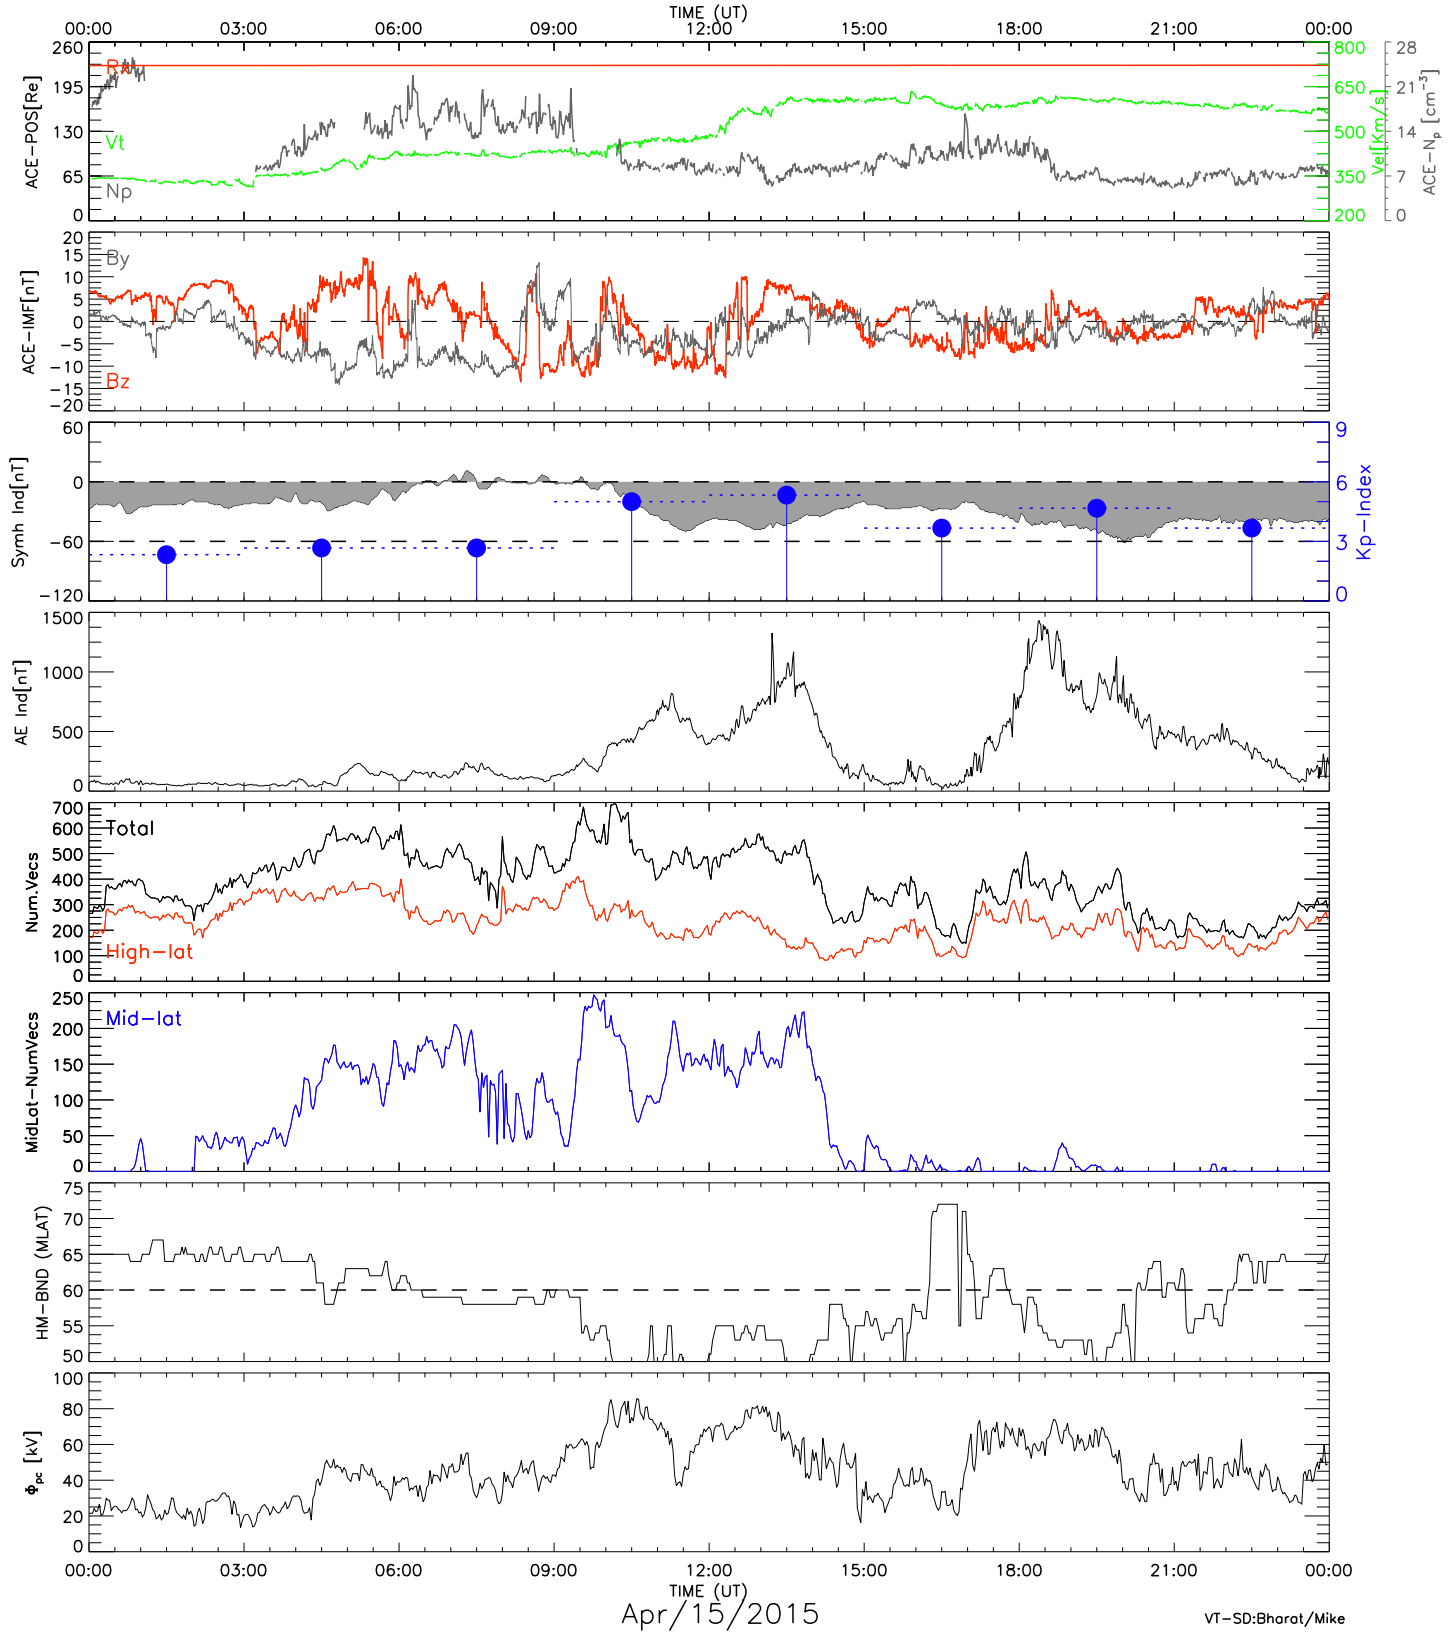 TIME (UT)
00:00 03:00 06:00 09:00 12:00 15:00 18:00 21:00 00:00
ACE-POS[Re]
260
195
130
65
0
Rx
Vt
Np
800
650
500
350
200
Vel[Km/s]
28
21
14
7
0
ACE-Np [cm⁻³]
ACE-IMF[nT]
20
15
10
5
0
-5
-10
-15
-20
By
Bz
Symh Ind[nT]
60
0
-60
-120
9
6
3
0
Kp-Index
AE Ind[nT]
1500
1000
500
0
Num.Vecs
700
600
500
400
300
200
100
0
Total
High-lat
MidLat-NumVecs
250
200
150
100
50
0
Mid-lat
HM-BND (MLAT)
75
70
65
60
55
50
Φpc [kV]
100
80
60
40
20
0
00:00 03:00 06:00 09:00 12:00 15:00 18:00 21:00 00:00
TIME (UT)
Apr/15/2015
VT-SD:Bharat/Mike